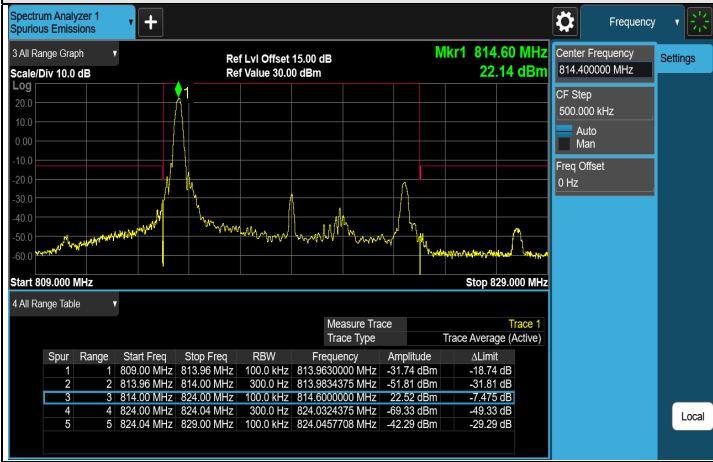 Spectrum Analyzer 1
Spurious Emissions
+
Frequency
3 All Range Graph
Ref Lvl Offset 15.00 dB
Mkr1 814.60 MHz
Scale/Div 10.0 dB
Ref Value 30.00 dBm
22.14 dBm
Log
1
20.0
10.0
0.00
-10.0
-20.0
-30.0
-40.0
-50.0
-60.0
Start 809.000 MHz
Stop 829.000 MHz
4 All Range Table
Measure Trace Trace 1
Trace Type Trace Average (Active)
Spur Range Start Freq Stop Freq RBW Frequency Amplitude ΔLimit
1 1 809.00 MHz 813.96 MHz 100.0 kHz 813.9630000 MHz -31.74 dBm -18.74 dB
2 2 813.96 MHz 814.00 MHz 300.0 Hz 813.9834375 MHz -51.81 dBm -31.81 dB
3 3 814.00 MHz 824.00 MHz 100.0 kHz 814.6000000 MHz 22.52 dBm -7.475 dB
4 4 824.00 MHz 824.04 MHz 300.0 Hz 824.0324375 MHz -69.33 dBm -49.33 dB
5 5 824.04 MHz 829.00 MHz 100.0 kHz 824.0457708 MHz -42.29 dBm -29.29 dB
Center Frequency
814.400000 MHz
Settings
CF Step
500.000 kHz
Auto
Man
Freq Offset
0 Hz
Local